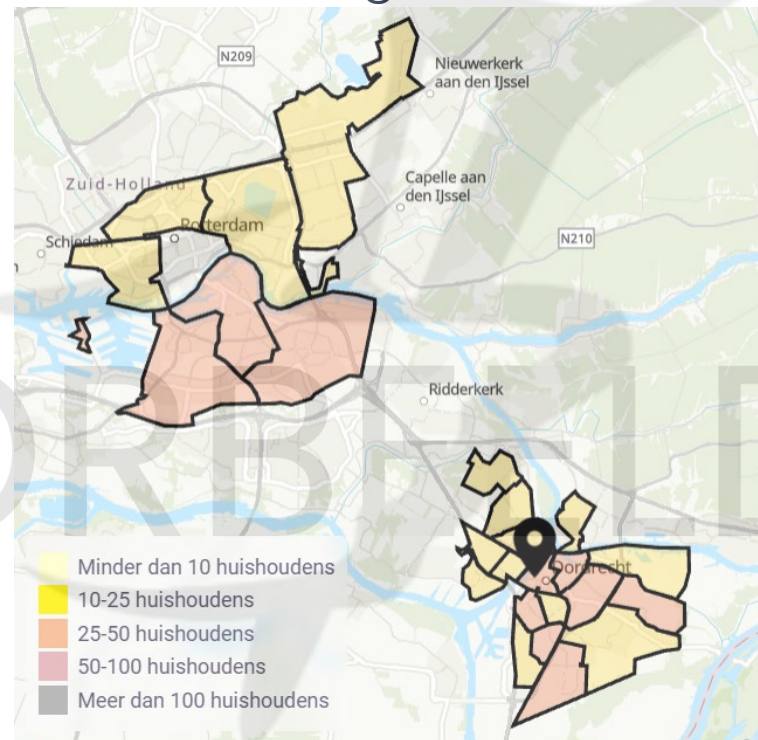 N209
Nieuwerkerk
aan den IJssel
Zuid-Holland
Capelle aan
den IJssel
Rotterdam
Schiedam
N210
Ridderkerk
Dordrecht
Minder dan 10 huishoudens
10-25 huishoudens
25-50 huishoudens
50-100 huishoudens
Meer dan 100 huishoudens
ORBEELD